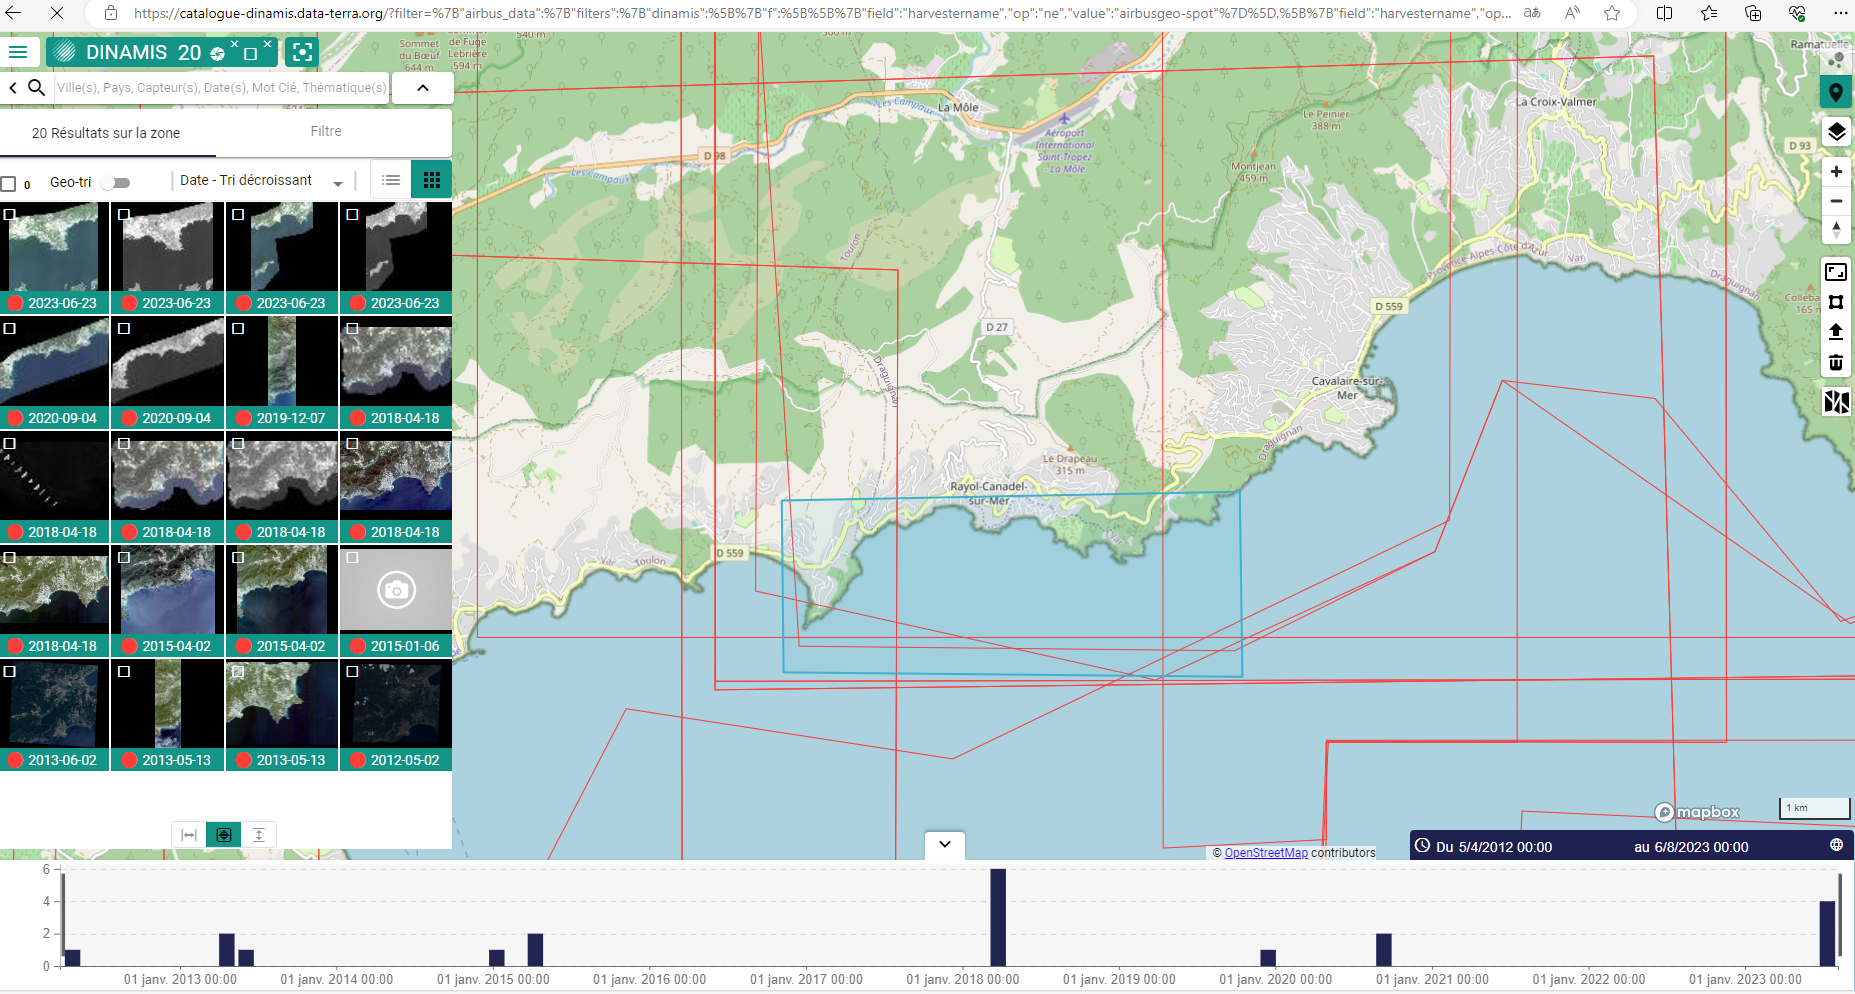 https://catalogue-dinamis.data-terra.org/?filter=%7B"airbus_data":%7B"filters":%7B"dinamis":%5B%7B"f":%5B%5B%7B"field":"harvestername","op":"ne","value":"airbusgeo-spot"%7D%5D,%5B%7B"field":"harvestername","op...
DINAMIS 20
Ville(s), Pays, Capteur(s), Date(s), Mot Clé, Thématique(s)
20 Résultats sur la zone
Filtre
0 Geo-tri Date - Tri décroissant
2023-06-23 2023-06-23 2023-06-23 2023-06-23
2020-09-04 2020-09-04 2019-12-07 2018-04-18
2018-04-18 2018-04-18 2018-04-18 2018-04-18
2018-04-18 2015-04-02 2015-04-02 2015-01-06
2013-06-02 2013-05-13 2013-05-13 2012-05-02
Sommet
du Bœuf
644 m
de Fuge
Lebrière
594 m
540 m
Les Campaux
La Môle
D 98
Les Campaux
Aéroport
International
Saint-Tropez
- La Môle
Le Peinier
388 m
La Croix-Valmer
Ramatuelle
D 93
Montjean
459 m
Toulon
Draguignan
D 27
D 559
Provence-Alpes-Côte d'Azur
Var
Draguignan
165 m
Cavalaire-sur-
Mer
Draguignan
Le Drapeau
315 m
Rayol-Canadel-
sur-Mer
Var
D 559
Var
Toulon
mapbox
1 km
© OpenStreetMap contributors
Du 5/4/2012 00:00 au 6/8/2023 00:00
6
4
2
0
01 janv. 2013 00:00 01 janv. 2014 00:00 01 janv. 2015 00:00 01 janv. 2016 00:00 01 janv. 2017 00:00 01 janv. 2018 00:00 01 janv. 2019 00:00 01 janv. 2020 00:00 01 janv. 2021 00:00 01 janv. 2022 00:00 01 janv. 2023 00:00